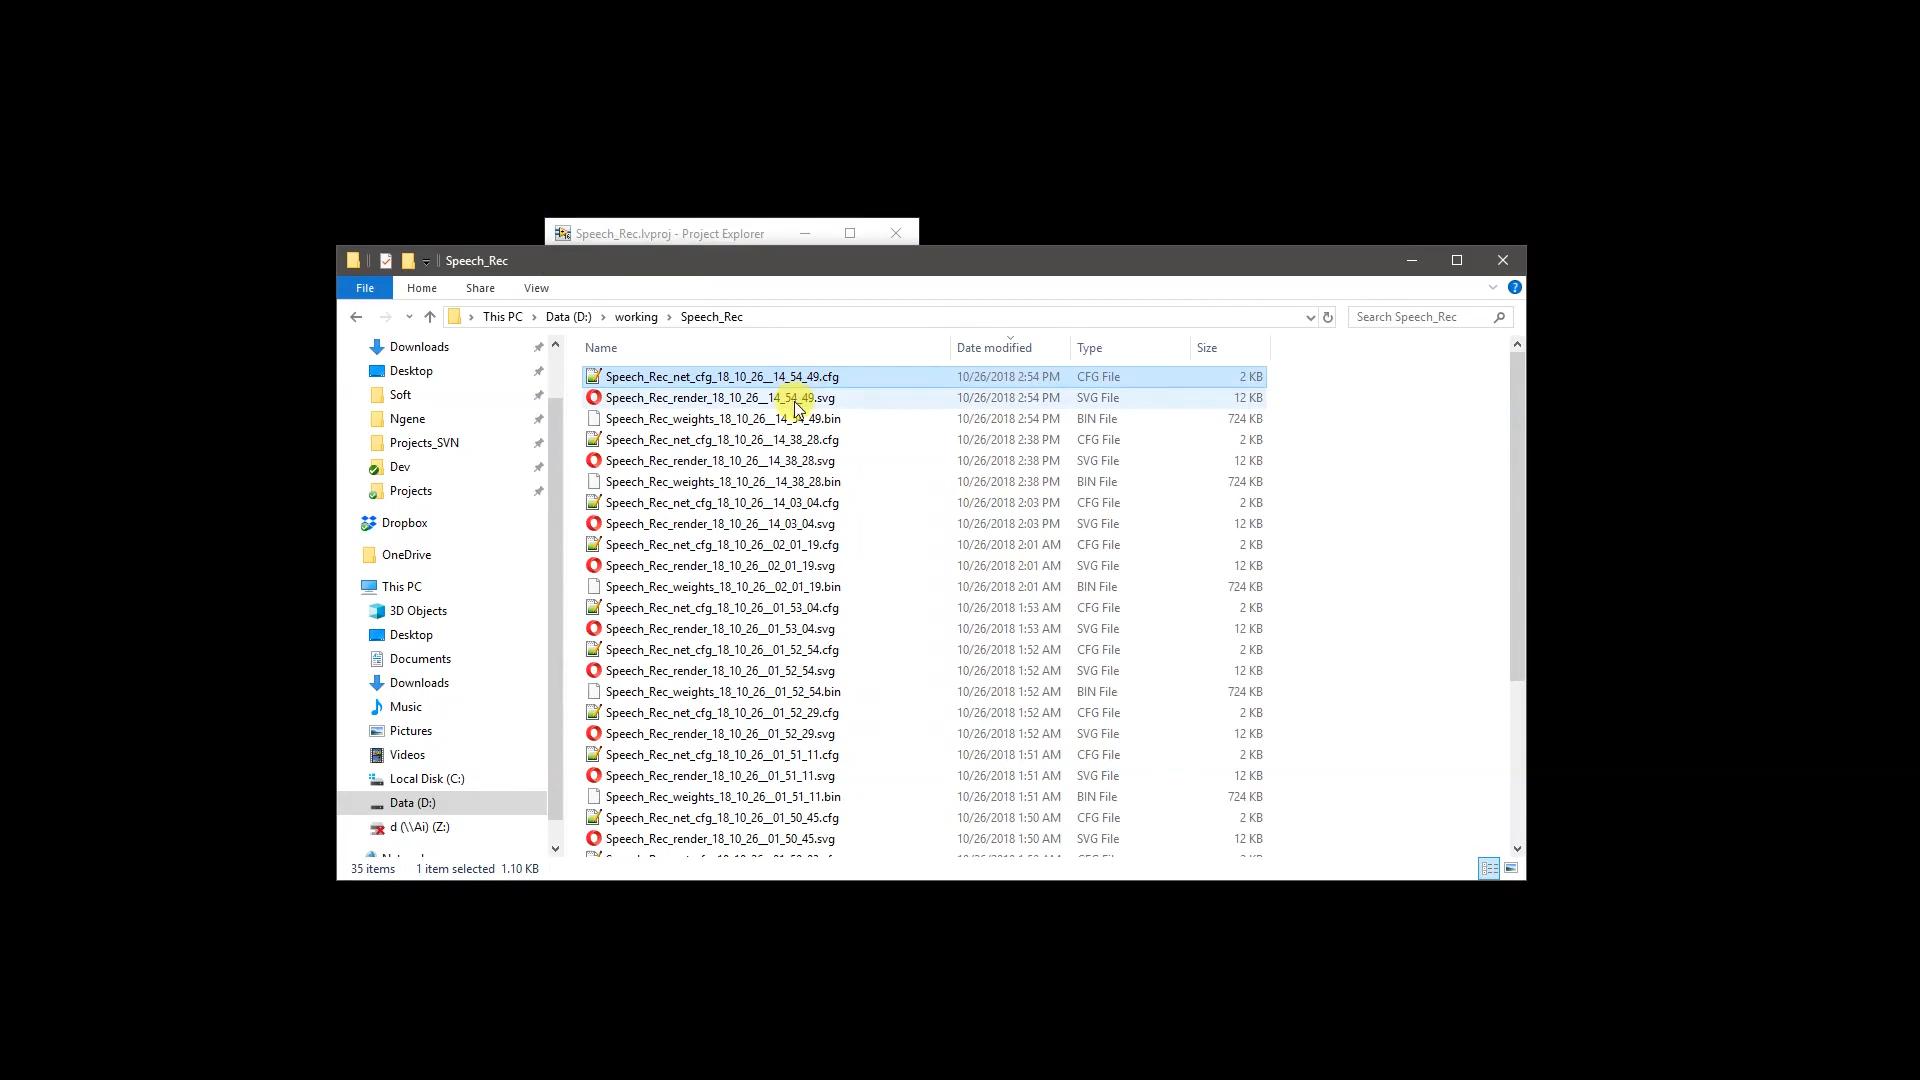 Speech_Rec.lvproj - Project Explorer
Speech_Rec
File Home Share View
This PC Data (D:) working Speech_Rec Search Speech_Rec
Name Date modified Type Size
Downloads
Desktop
Soft
Ngene
Projects_SVN
Dev
Projects
Dropbox
OneDrive
This PC
3D Objects
Desktop
Documents
Downloads
Music
Pictures
Videos
Local Disk (C:)
Data (D:)
d (\\Ai) (Z:)
Speech_Rec_net_cfg_18_10_26__14_54_49.cfg 10/26/2018 2:54 PM CFG File 2 KB
Speech_Rec_render_18_10_26__14_54_49.svg 10/26/2018 2:54 PM SVG File 12 KB
Speech_Rec_weights_18_10_26__14_54_49.bin 10/26/2018 2:54 PM BIN File 724 KB
Speech_Rec_net_cfg_18_10_26__14_38_28.cfg 10/26/2018 2:38 PM CFG File 2 KB
Speech_Rec_render_18_10_26__14_38_28.svg 10/26/2018 2:38 PM SVG File 12 KB
Speech_Rec_weights_18_10_26__14_38_28.bin 10/26/2018 2:38 PM BIN File 724 KB
Speech_Rec_net_cfg_18_10_26__14_03_04.cfg 10/26/2018 2:03 PM CFG File 2 KB
Speech_Rec_render_18_10_26__14_03_04.svg 10/26/2018 2:03 PM SVG File 12 KB
Speech_Rec_net_cfg_18_10_26__02_01_19.cfg 10/26/2018 2:01 AM CFG File 2 KB
Speech_Rec_render_18_10_26__02_01_19.svg 10/26/2018 2:01 AM SVG File 12 KB
Speech_Rec_weights_18_10_26__02_01_19.bin 10/26/2018 2:01 AM BIN File 724 KB
Speech_Rec_net_cfg_18_10_26__01_53_04.cfg 10/26/2018 1:53 AM CFG File 2 KB
Speech_Rec_render_18_10_26__01_53_04.svg 10/26/2018 1:53 AM SVG File 12 KB
Speech_Rec_net_cfg_18_10_26__01_52_54.cfg 10/26/2018 1:52 AM CFG File 2 KB
Speech_Rec_render_18_10_26__01_52_54.svg 10/26/2018 1:52 AM SVG File 12 KB
Speech_Rec_weights_18_10_26__01_52_54.bin 10/26/2018 1:52 AM BIN File 724 KB
Speech_Rec_net_cfg_18_10_26__01_52_29.cfg 10/26/2018 1:52 AM CFG File 2 KB
Speech_Rec_render_18_10_26__01_52_29.svg 10/26/2018 1:52 AM SVG File 12 KB
Speech_Rec_net_cfg_18_10_26__01_51_11.cfg 10/26/2018 1:51 AM CFG File 2 KB
Speech_Rec_render_18_10_26__01_51_11.svg 10/26/2018 1:51 AM SVG File 12 KB
Speech_Rec_weights_18_10_26__01_51_11.bin 10/26/2018 1:51 AM BIN File 724 KB
Speech_Rec_net_cfg_18_10_26__01_50_45.cfg 10/26/2018 1:50 AM CFG File 2 KB
Speech_Rec_render_18_10_26__01_50_45.svg 10/26/2018 1:50 AM SVG File 12 KB
35 items 1 item selected 1.10 KB